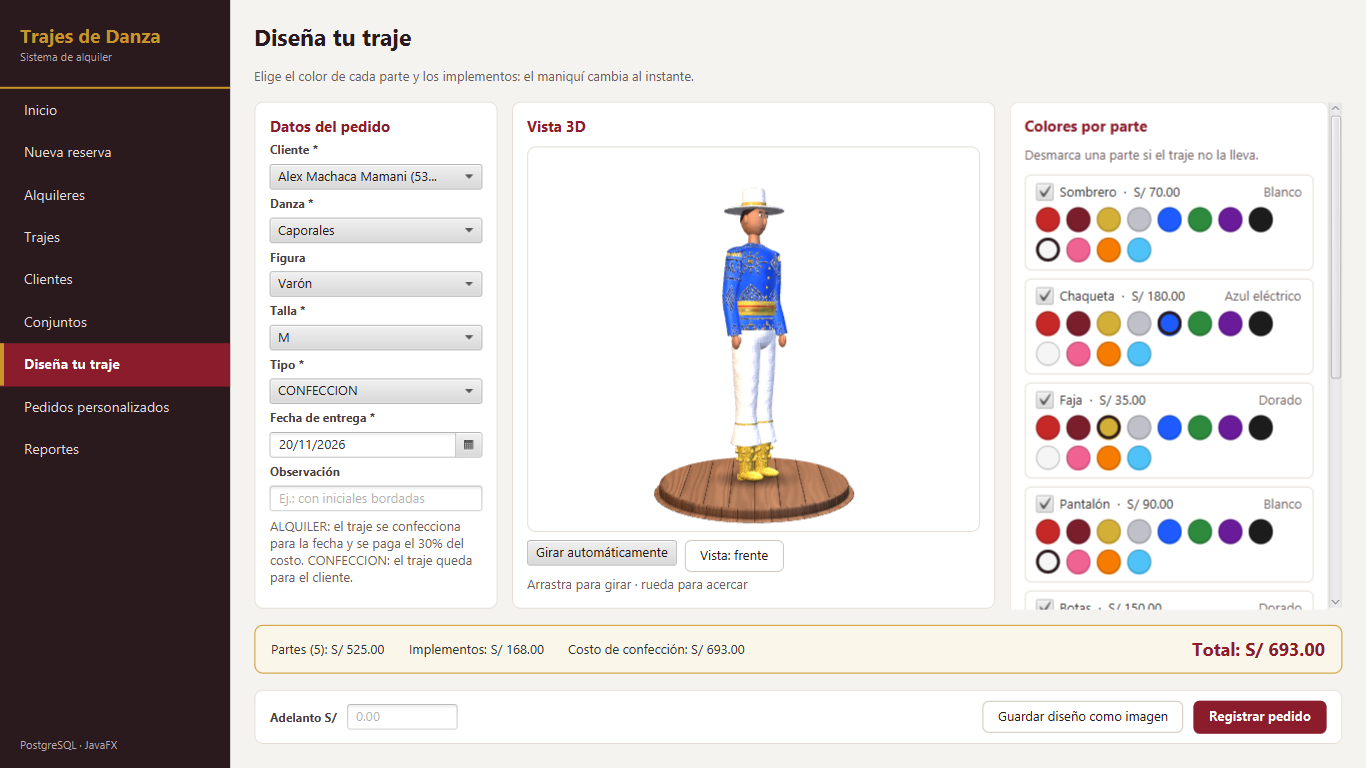 Trajes de Danza
Sistema de alquiler
Inicio
Nueva reserva
Alquileres
Trajes
Clientes
Conjuntos
Diseña tu traje
Pedidos personalizados
Reportes
PostgreSQL · JavaFX
Diseña tu traje
Elige el color de cada parte y los implementos: el maniquí cambia al instante.
Datos del pedido
Cliente *
Alex Machaca Mamani (53...
Danza *
Caporales
Figura
Varón
Talla *
M
Tipo *
CONFECCION
Fecha de entrega *
20/11/2026
Observación
Ej.: con iniciales bordadas
ALQUILER: el traje se confecciona
para la fecha y se paga el 30% del
costo. CONFECCION: el traje queda
para el cliente.
Vista 3D
Girar automáticamente
Vista: frente
Arrastra para girar · rueda para acercar
Colores por parte
Desmarca una parte si el traje no la lleva.
Sombrero · S/ 70.00 Blanco
Chaqueta · S/ 180.00 Azul eléctrico
Faja · S/ 35.00 Dorado
Pantalón · S/ 90.00 Blanco
Botas · S/ 150.00 Dorado
Partes (5): S/ 525.00 Implementos: S/ 168.00 Costo de confección: S/ 693.00 Total: S/ 693.00
Adelanto S/ 0.00 Guardar diseño como imagen Registrar pedido